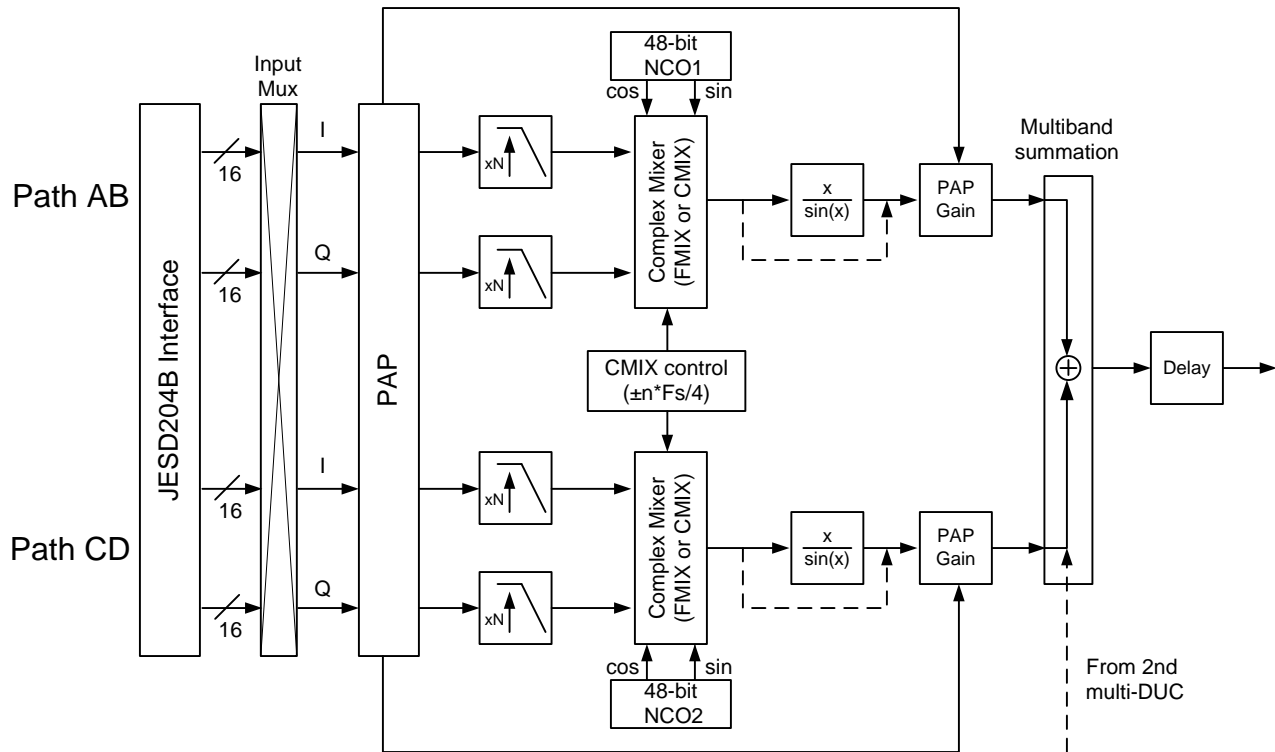 48-bit
NCO1
cos
sin
Input
Mux
I
16
Path AB
Q
16
JESD204B Interface
PAP
xN
xN
Complex Mixer
(FMIX or CMIX)
x
sin(x)
PAP
Gain
Multiband
summation
CMIX control
(±n*Fs/4)
+
Delay
I
16
Path CD
Q
16
xN
xN
Complex Mixer
(FMIX or CMIX)
x
sin(x)
PAP
Gain
cos
sin
48-bit
NCO2
From 2nd
multi-DUC